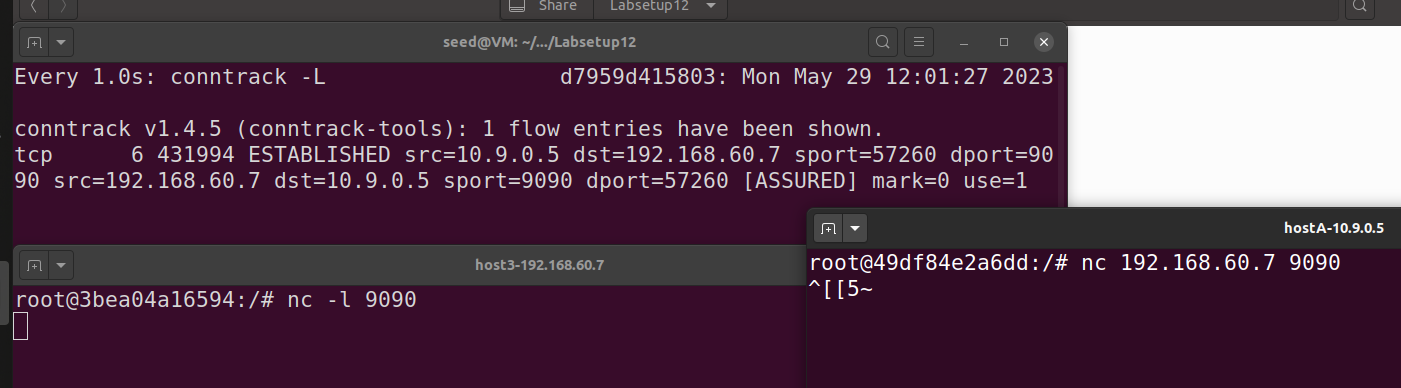 Share
Labsetup12
seed@VM: ~/.../Labsetup12
Every 1.0s: conntrack -L d7959d415803: Mon May 29 12:01:27 2023
conntrack v1.4.5 (conntrack-tools): 1 flow entries have been shown.
tcp 6 431994 ESTABLISHED src=10.9.0.5 dst=192.168.60.7 sport=57260 dport=90
90 src=192.168.60.7 dst=10.9.0.5 sport=9090 dport=57260 [ASSURED] mark=0 use=1
host3-192.168.60.7
root@3bea04a16594:/# nc -l 9090
hostA-10.9.0.5
root@49df84e2a6dd:/# nc 192.168.60.7 9090
^[[5~